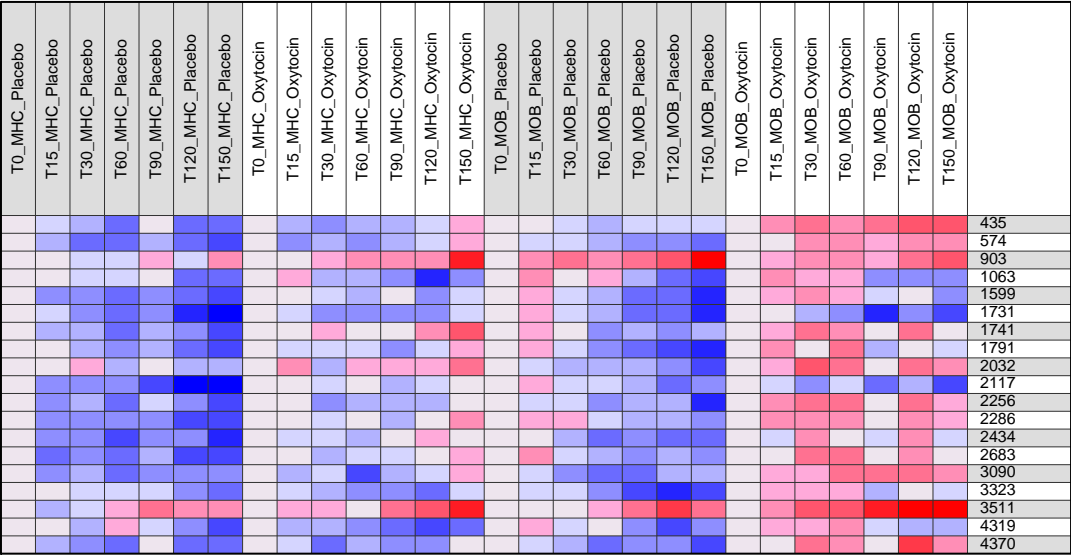 T0_MHC_Placebo
T15_MHC_Placebo
T30_MHC_Placebo
T60_MHC_Placebo
T90_MHC_Placebo
T120_MHC_Placebo
T150_MHC_Placebo
T0_MHC_Oxytocin
T15_MHC_Oxytocin
T30_MHC_Oxytocin
T60_MHC_Oxytocin
T90_MHC_Oxytocin
T120_MHC_Oxytocin
T150_MHC_Oxytocin
T0_MOB_Placebo
T15_MOB_Placebo
T30_MOB_Placebo
T60_MOB_Placebo
T90_MOB_Placebo
T120_MOB_Placebo
T150_MOB_Placebo
T0_MOB_Oxytocin
T15_MOB_Oxytocin
T30_MOB_Oxytocin
T60_MOB_Oxytocin
T90_MOB_Oxytocin
T120_MOB_Oxytocin
T150_MOB_Oxytocin
435
574
903
1063
1599
1731
1741
1791
2032
2117
2256
2286
2434
2683
3090
3323
3511
4319
4370